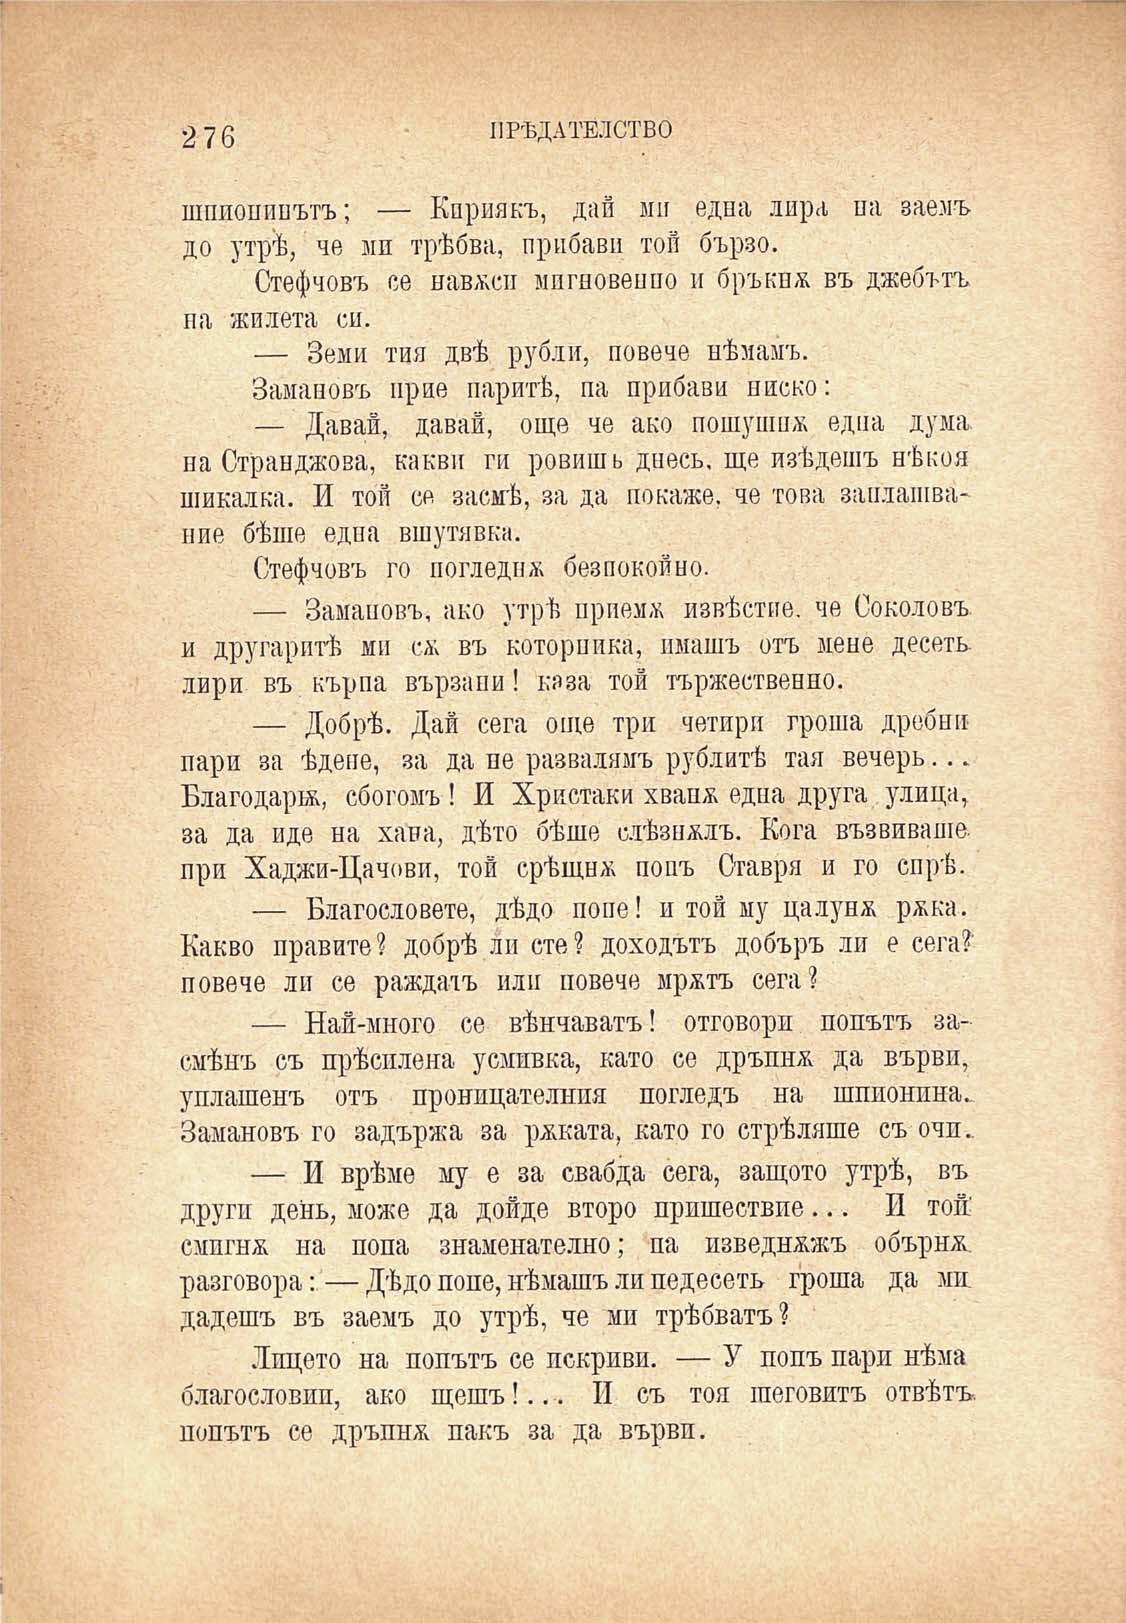 276
ПРѢДАТЕЛСТВО
шпионинътъ; — Кириякъ, дай ми една лира на заемъ
до утрѣ, че ми трѣбва, прибави той бързо.
Стефчовъ се навѫси мигновенно и бръкнѫ въ джебътъ
на жилета си.
— Земи тия двѣ рубли, повече нѣмамъ.
Замановъ прие паритѣ, па прибави ниско:
— Давай, давай, още че ако пошушнѫ една дума
на Странджова, какви ги ровишь днесь, ще изѣдешъ нѣкоя
шикалка. И той се засмѣ, за да покаже, че това заплашва-
ние бѣше една вшутявка.
Стефчовъ го погледнѫ безпокойно.
— Замановъ, ако утрѣ приемѫ извѣстие, че Соколовъ
и другаритѣ ми сѫ въ которника, имашъ отъ мене десеть
лири въ кърпа вързани! каза той тържественно.
— Добрѣ. Дай сега още три четири гроша дребни
пари за ѣдене, за да не развалямъ рублитѣ тая вечерь...
Благодарѭ, сбогомъ! И Христаки хванѫ една друга улица,
за да иде на хана, дѣто бѣше слѣзнѫлъ. Кога възвиваше
при Хаджи-Цачови, той срѣщнѫ попъ Ставря и го спрѣ.
— Благословете, дѣдо попе! и той му цалунѫ рѫка.
Какво правите? добрѣ ли сте? доходътъ добъръ ли е сега?
повече ли се раждатъ или повече мрѫтъ сега?
— Най-много се вѣнчаватъ! отговори попътъ за-
смѣнъ съ прѣсилена усмивка, като се дръпнѫ да върви,
уплашенъ отъ проницателния погледъ на шпионина.
Замановъ го задържа за рѫката, като го стрѣляше съ очи.
— И врѣме му е за свабда сега, защото утрѣ, въ
други день, може да дойде второ пришествие... И той
смигнѫ на попа знаменателно; па изведнѫжъ обърнѫ
разговора: — Дѣдо попе, нѣмашъ ли педесеть гроша да ми
дадешъ въ заемъ до утрѣ, че ми трѣбватъ?
Лицето на попътъ се искриви. — У попъ пари нѣма
благословии, ако щешъ!... И съ тоя шеговитъ отвѣтъ
попътъ се дръпнѫ пакъ за да върви.